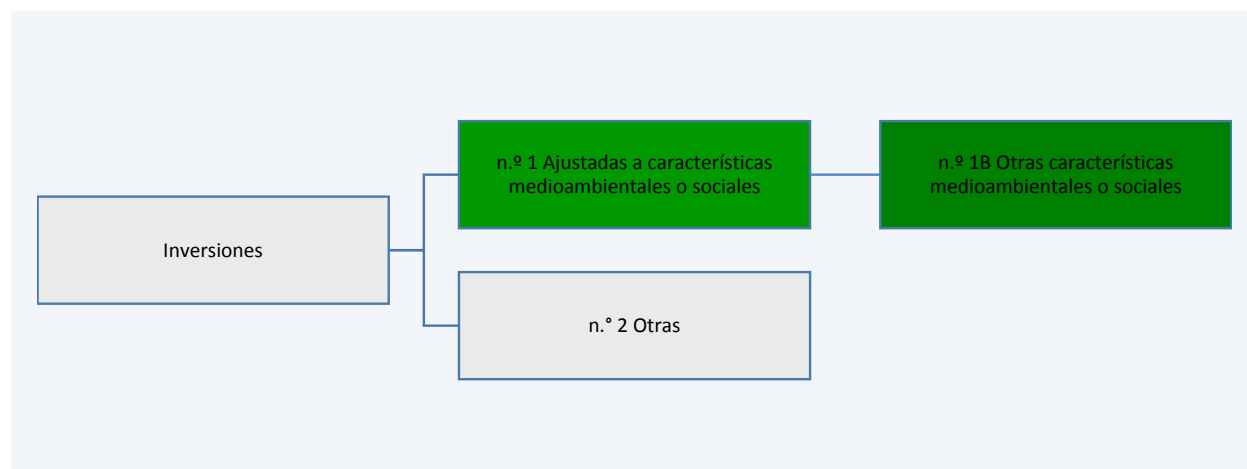 n.º 1 Ajustadas a características
medioambientales o sociales
n.º 1B Otras características
medioambientales o sociales
Inversiones
n.° 2 Otras